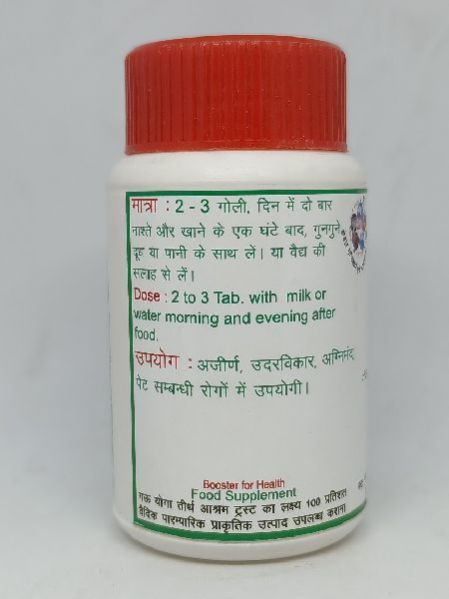 मात्रा : 2 - 3 गोली, दिन में दो बार
नाश्ते और खाने के एक घंटे बाद, गुनगुने
दूध या पानी के साथ लें। या वैद्य की
सलाह से लें।
Dose : 2 to 3 Tab. with milk or
water morning and evening after
food.
उपयोग : अजीर्ण, उदरविकार, अग्निमंद,
पेट सम्बन्धी रोगों में उपयोगी।
Booster for Health
Food Supplement
गऊ योगा तीर्थ आश्रम ट्रस्ट का लक्ष्य 100 प्रतिशत
वैदिक पारम्पारिक प्राकृतिक उत्पाद उपलब्ध कराना